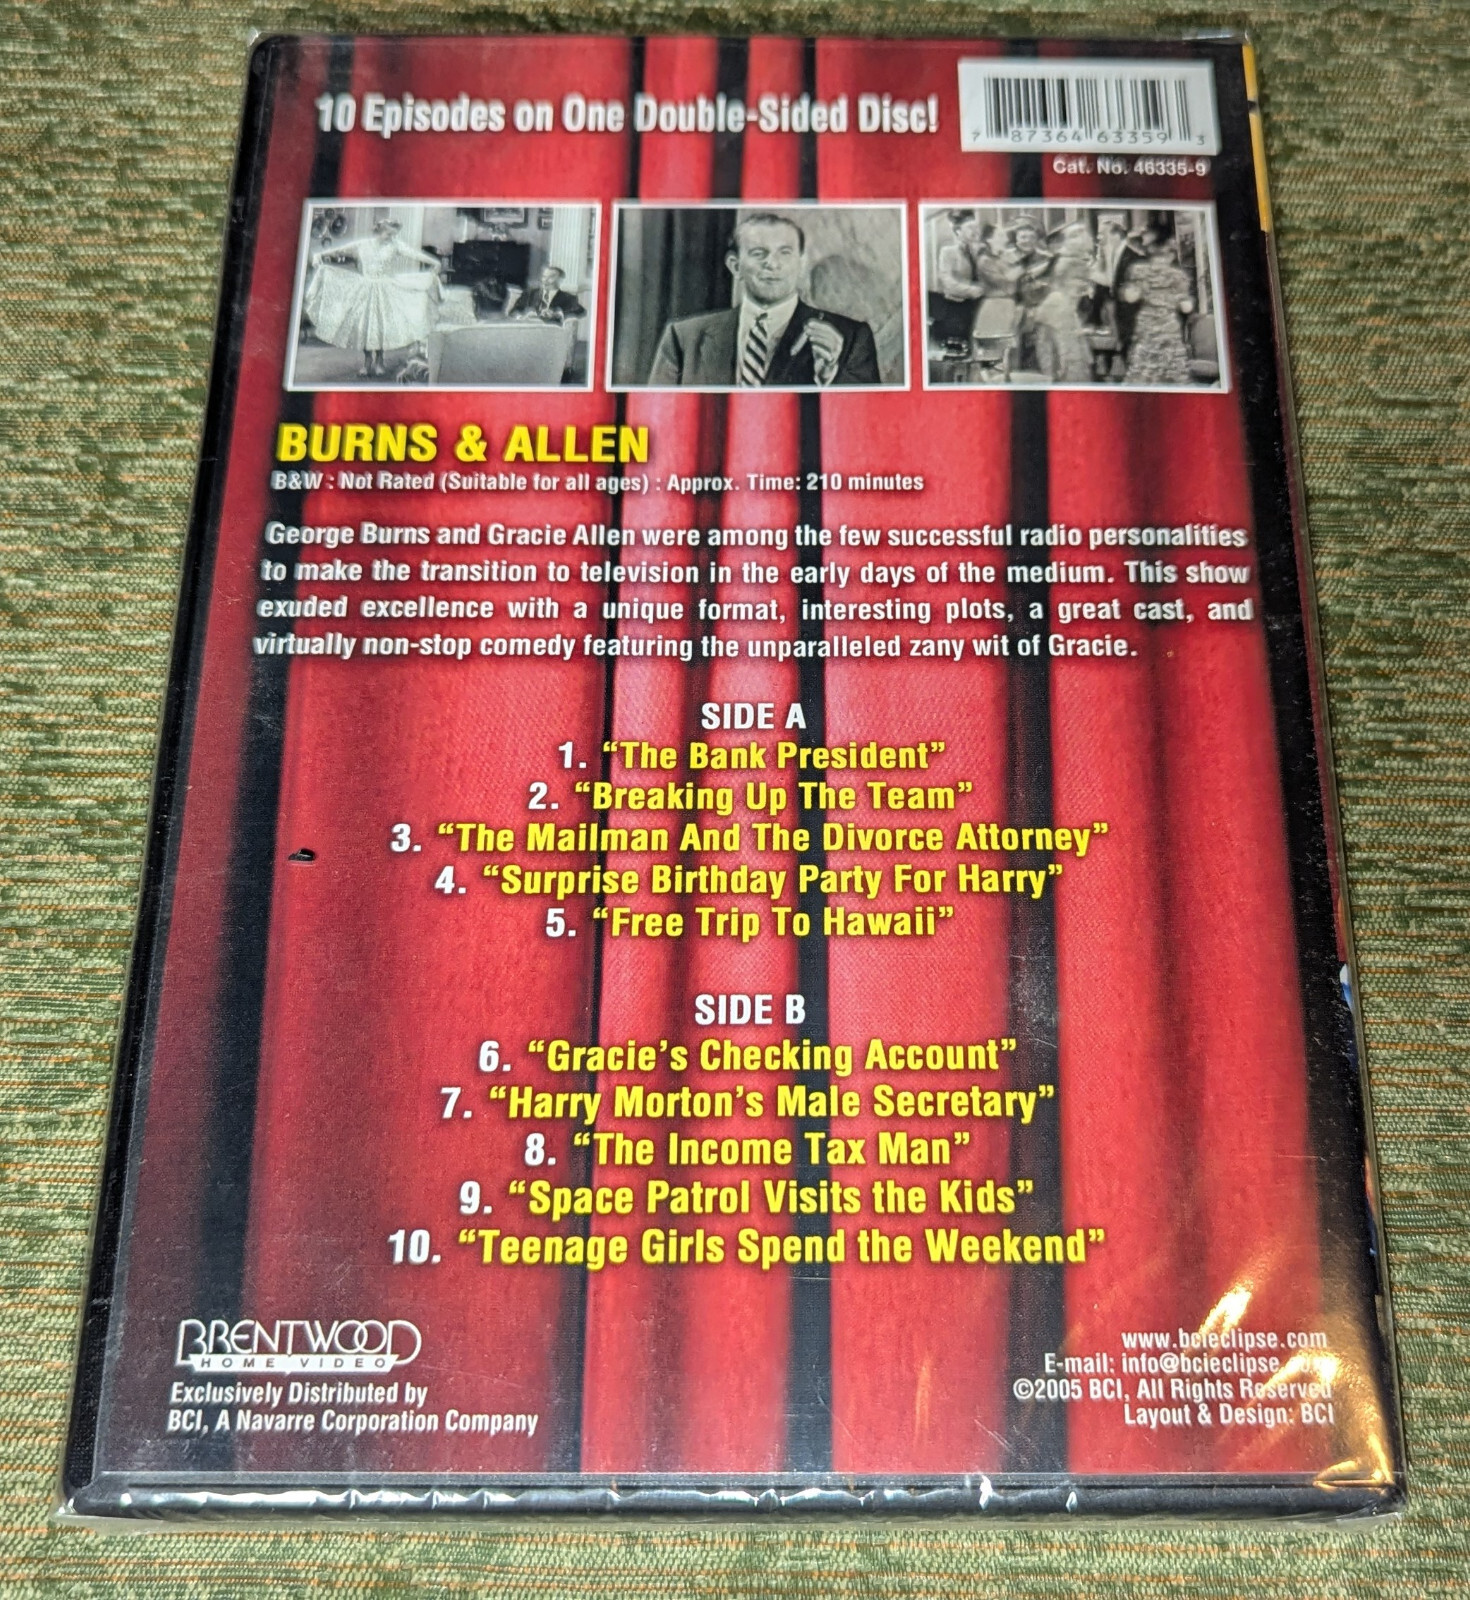 10 Episodes on One Double-Sided Disc!
7 87364 63359 3
Cat. No. 46335-9
BURNS & ALLEN
B&W : Not Rated (Suitable for all ages) : Approx. Time: 210 minutes
George Burns and Gracie Allen were among the few successful radio personalities
to make the transition to television in the early days of the medium. This show
exuded excellence with a unique format, interesting plots, a great cast, and
virtually non-stop comedy featuring the unparalleled zany wit of Gracie.
SIDE A
1. “The Bank President”
2. “Breaking Up The Team”
3. “The Mailman And The Divorce Attorney”
4. “Surprise Birthday Party For Harry”
5. “Free Trip To Hawaii”
SIDE B
6. “Gracie’s Checking Account”
7. “Harry Morton’s Male Secretary”
8. “The Income Tax Man”
9. “Space Patrol Visits the Kids”
10. “Teenage Girls Spend the Weekend”
BRENTWOOD
HOME VIDEO
Exclusively Distributed by
BCI, A Navarre Corporation Company
www.bcieclipse.com
E-mail: info@bcieclipse.com
©2005 BCI, All Rights Reserved
Layout & Design: BCI